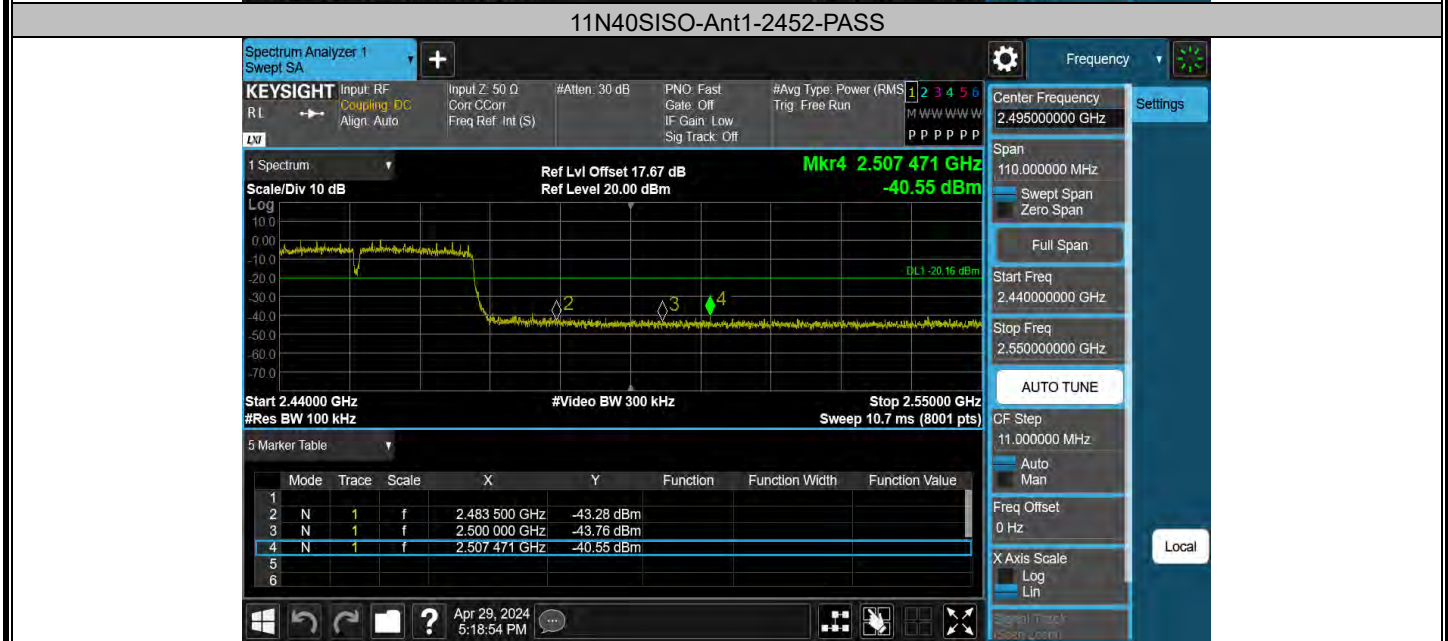 11N40SISO-Ant1-2452-PASS
Spectrum Analyzer 1
Swept SA
Frequency
KEYSIGHT
RL
LXI
Input: RF
Coupling: DC
Align: Auto
Input Z: 50 Ω
Corr CCorr
Freq Ref: Int (S)
#Atten: 30 dB
PNO: Fast
Gate: Off
IF Gain: Low
Sig Track: Off
#Avg Type: Power (RMS
Trig: Free Run
1 2 3 4 5 6
M W W W W W
P P P P P P
1 Spectrum
Scale/Div 10 dB
Ref Lvl Offset 17.67 dB
Ref Level 20.00 dBm
Mkr4 2.507 471 GHz
-40.55 dBm
Log
10.0
0.00
-10.0
-20.0
-30.0
-40.0
-50.0
-60.0
-70.0
DL1 -20.16 dBm
2
3
4
Start 2.44000 GHz
#Video BW 300 kHz
Stop 2.55000 GHz
#Res BW 100 kHz
Sweep 10.7 ms (8001 pts)
5 Marker Table
Mode Trace Scale X Y Function Function Width Function Value
1
2 N 1 f 2.483 500 GHz -43.28 dBm
3 N 1 f 2.500 000 GHz -43.76 dBm
4 N 1 f 2.507 471 GHz -40.55 dBm
5
6
Apr 29, 2024
5:18:54 PM
Center Frequency
2.495000000 GHz
Span
110.000000 MHz
Swept Span
Zero Span
Full Span
Start Freq
2.440000000 GHz
Stop Freq
2.550000000 GHz
AUTO TUNE
CF Step
11.000000 MHz
Auto
Man
Freq Offset
0 Hz
X Axis Scale
Log
Lin
Signal Track
(Span Zoom)
Settings
Local